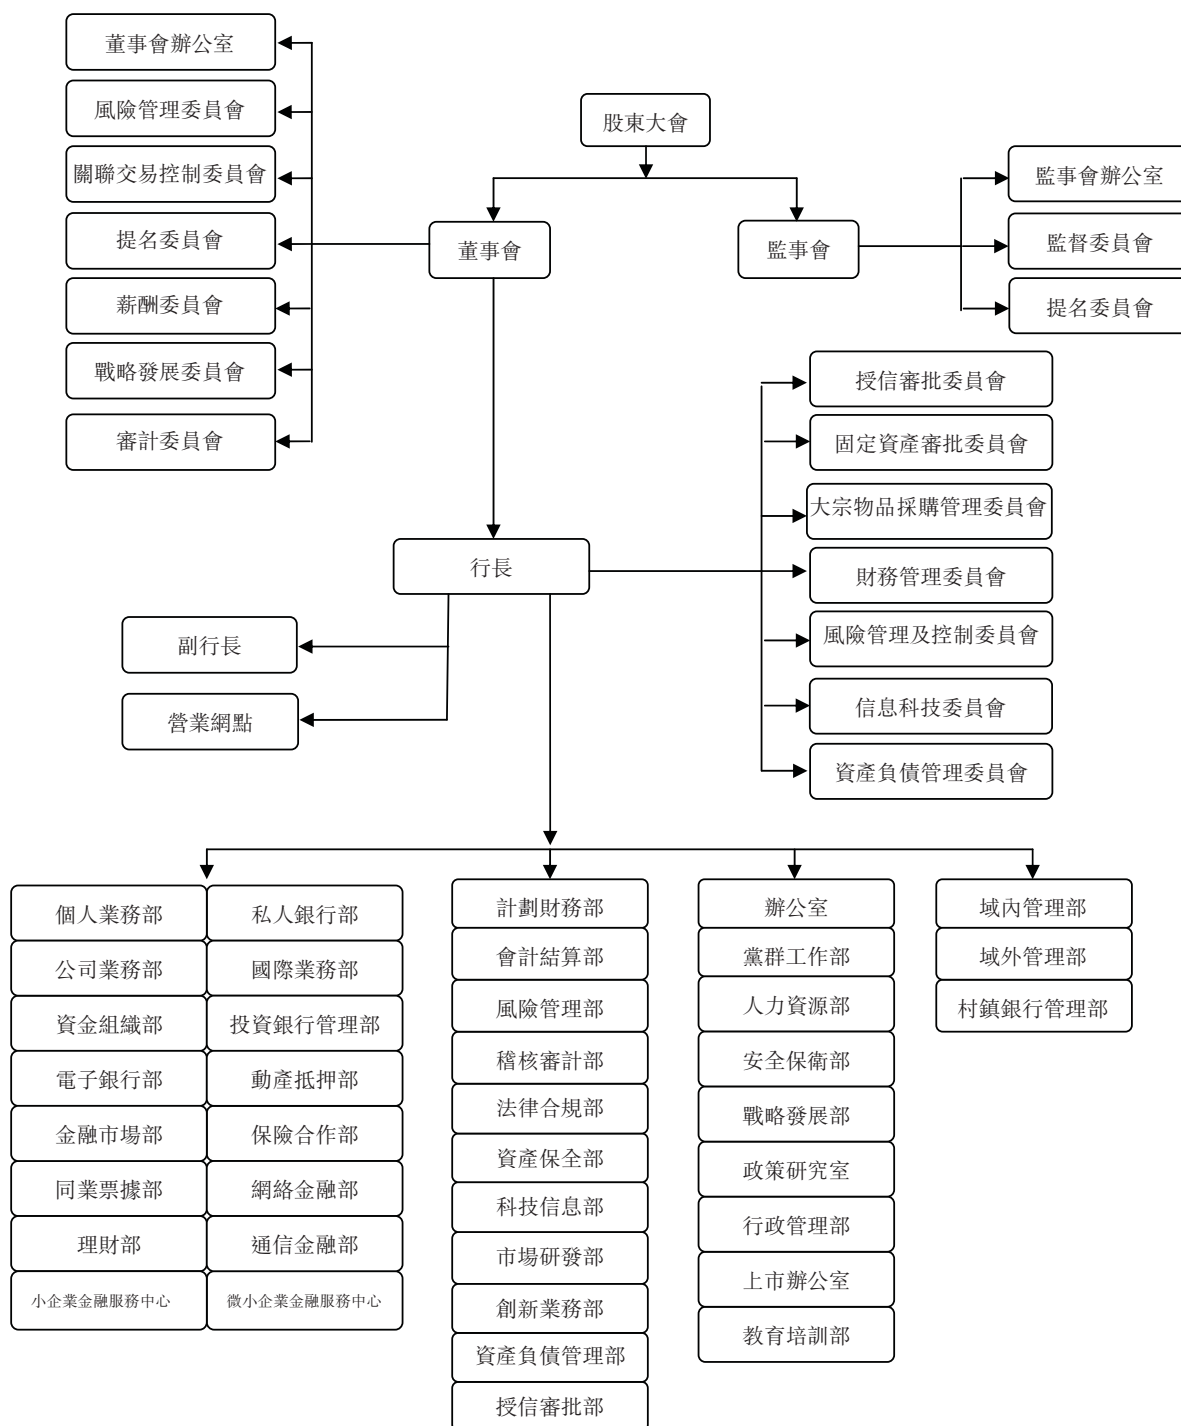 股東大會
董事會
監事會
董事會辦公室
風險管理委員會
關聯交易控制委員會
提名委員會
薪酬委員會
戰略發展委員會
審計委員會
監事會辦公室
監督委員會
提名委員會
行長
授信審批委員會
固定資產審批委員會
大宗物品採購管理委員會
財務管理委員會
風險管理及控制委員會
信息科技委員會
資產負債管理委員會
副行長
營業網點
個人業務部
私人銀行部
公司業務部
國際業務部
資金組織部
投資銀行管理部
電子銀行部
動產抵押部
金融市場部
保險合作部
同業票據部
網絡金融部
理財部
通信金融部
小企業金融服務中心
微小企業金融服務中心
計劃財務部
會計結算部
風險管理部
稽核審計部
法律合規部
資產保全部
科技信息部
市場研發部
創新業務部
資產負債管理部
授信審批部
辦公室
黨群工作部
人力資源部
安全保衛部
戰略發展部
政策研究室
行政管理部
上市辦公室
教育培訓部
域內管理部
域外管理部
村鎮銀行管理部